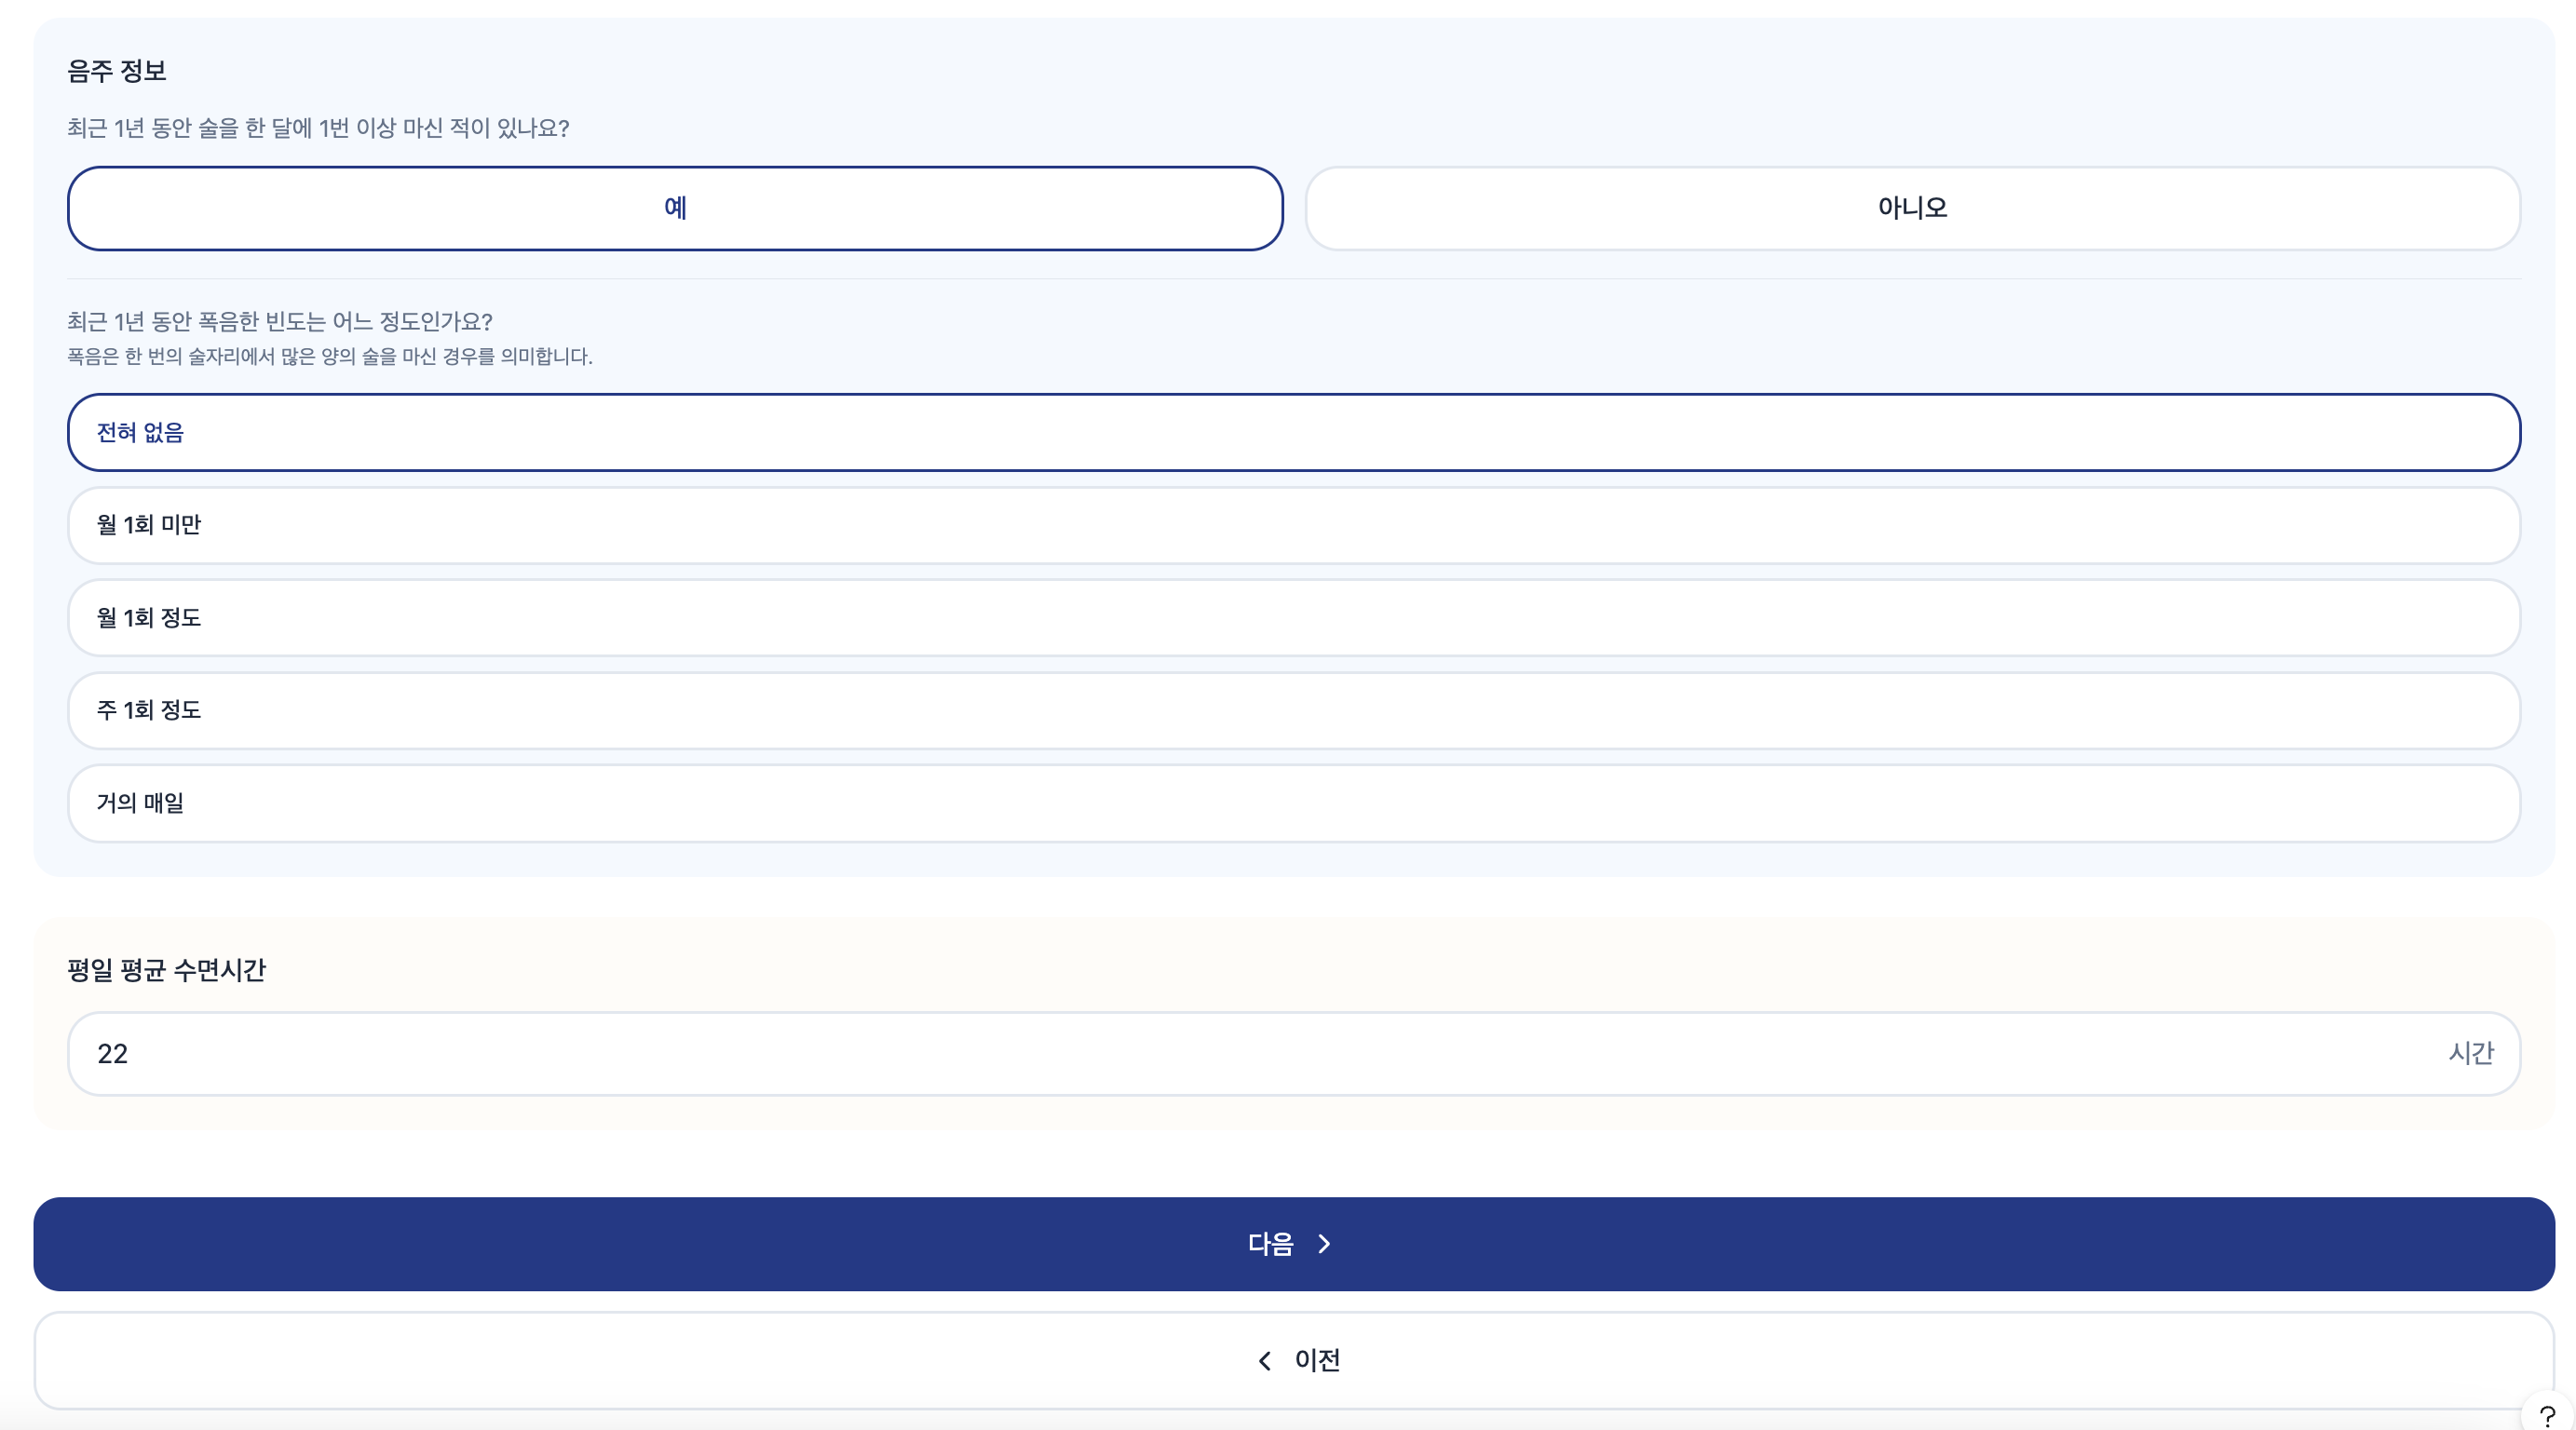 음주 정보
최근 1년 동안 술을 한 달에 1번 이상 마신 적이 있나요?
예
아니오
최근 1년 동안 폭음한 빈도는 어느 정도인가요?
폭음은 한 번의 술자리에서 많은 양의 술을 마신 경우를 의미합니다.
전혀 없음
월 1회 미만
월 1회 정도
주 1회 정도
거의 매일
평일 평균 수면시간
22 시간
다음 >
< 이전
?